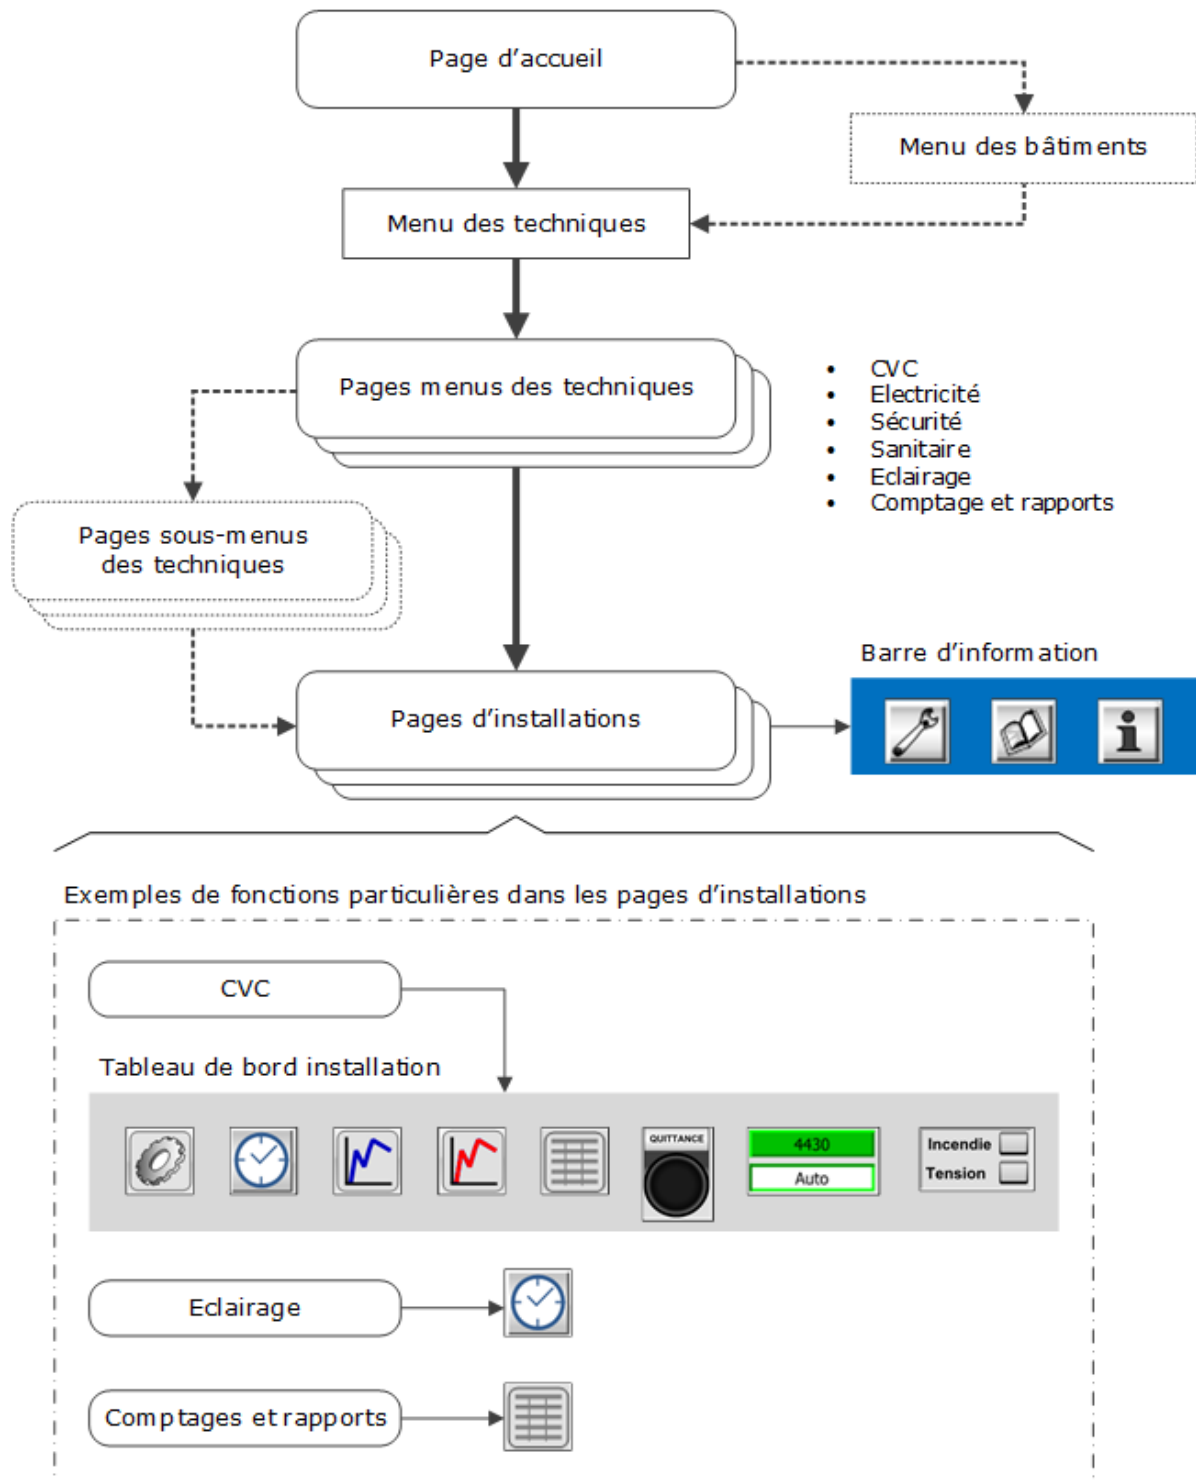 Page d’accueil
Menu des bâtiments
Menu des techniques
Pages menus des techniques
• CVC
• Electricité
• Sécurité
• Sanitaire
• Eclairage
• Comptage et rapports
Pages sous-menus
des techniques
Barre d’information
Pages d’installations
Exemples de fonctions particulières dans les pages d’installations
CVC
Tableau de bord installation
QUITTANCE
4430
Auto
Incendie
Tension
Eclairage
Comptages et rapports